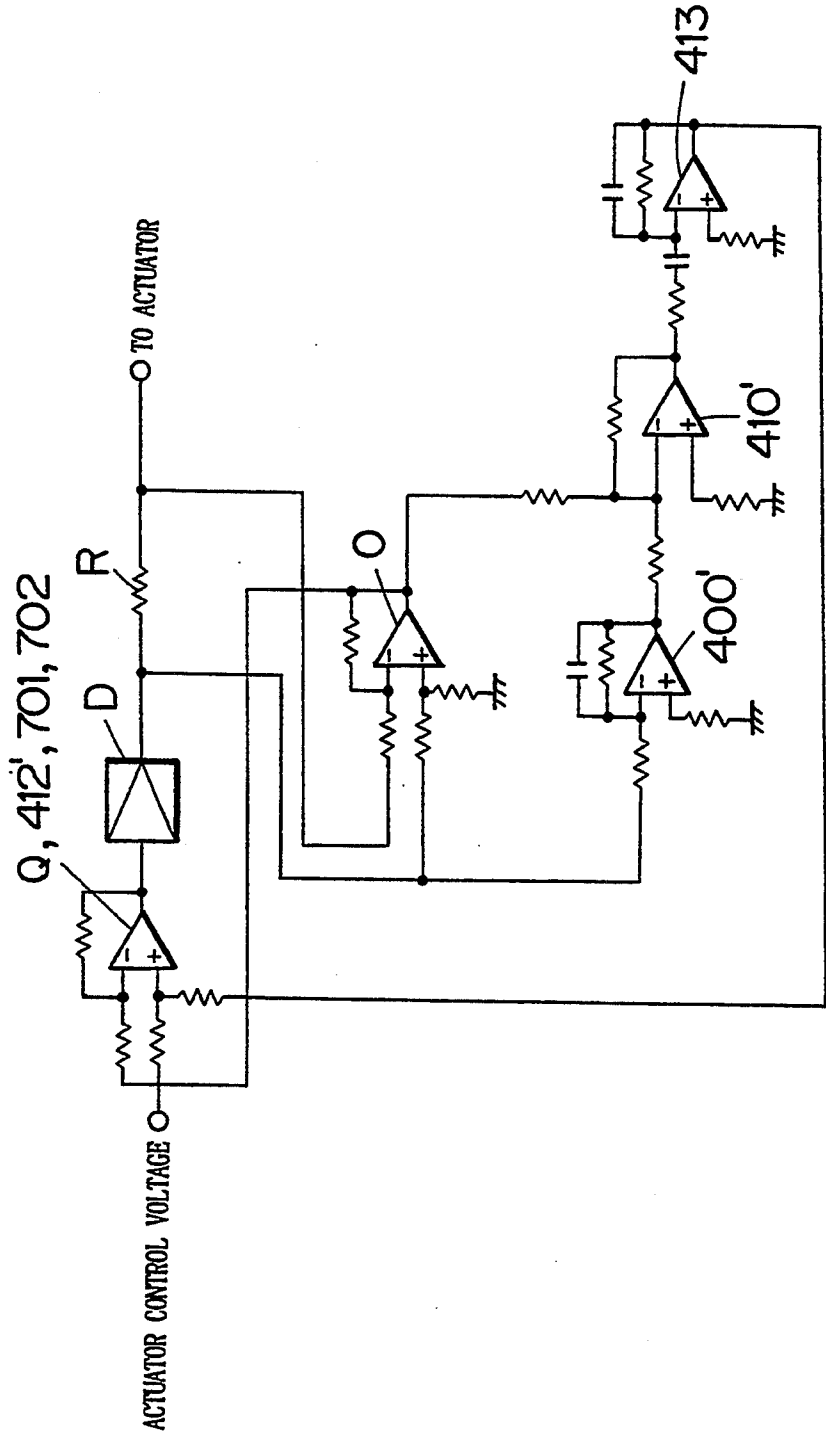 Q, 412', 701, 702
D
R
TO ACTUATOR
ACTUATOR CONTROL VOLTAGE
O
400'
410'
413
- +
- +
- +
- +
- +